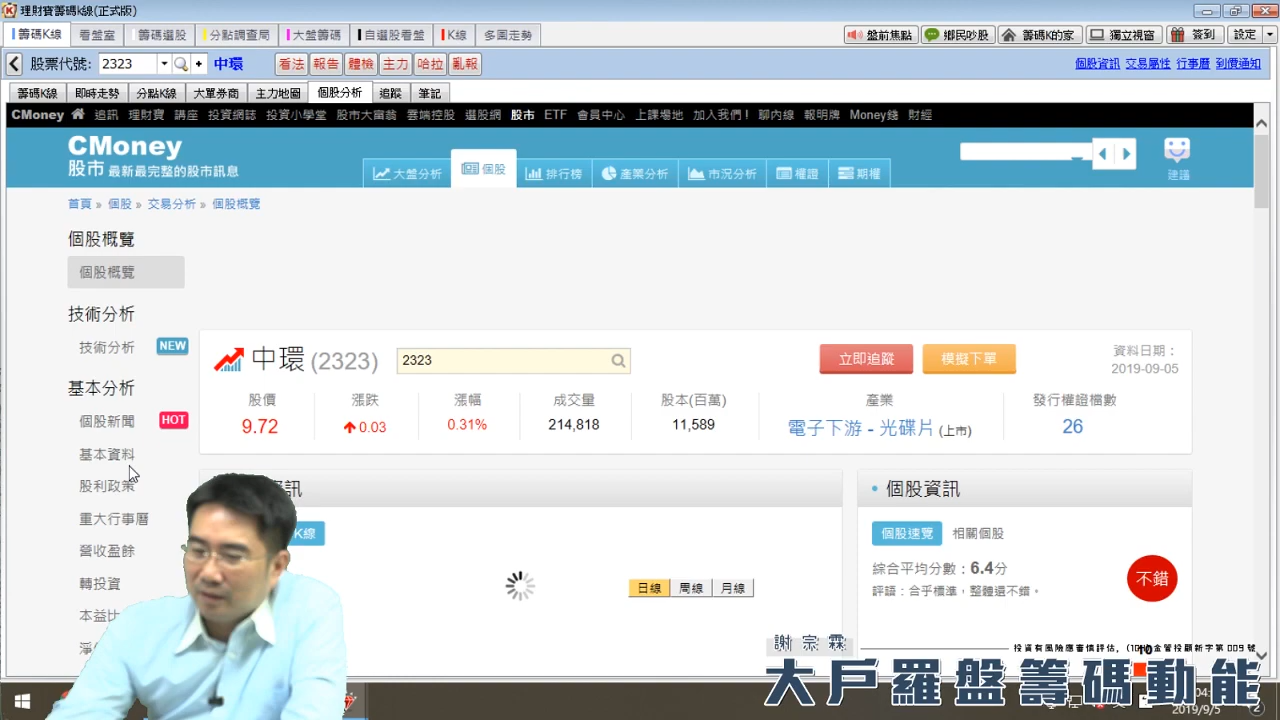 理財寶籌碼k線(正式版)
籌碼K線 看盤室 籌碼選股 分點調查局 大盤籌碼 自選股看盤 K線 多圖走勢 盤前焦點 鄉民吵股 籌碼K的家 獨立視窗 簽到 設定
股票代號: 2323 中環 看法 報告 體檢 主力 哈拉 亂報 個股資訊 交易屬性 行事曆 到價通知
籌碼K線 即時走勢 分點K線 大單券商 主力地圖 個股分析 追蹤 筆記
CMoney 追訊 理財寶 講座 投資網誌 投資小學堂 股市大富翁 雲端控股 選股網 股市 ETF 會員中心 上課場地 加入我們! 聊內線 報明牌 Money錢 財經
CMoney
股市 最新最完整的股市訊息
大盤分析 個股 排行榜 產業分析 市況分析 權證 期權 建議
首頁 » 個股 » 交易分析 » 個股概覽
個股概覽
個股概覽
技術分析
技術分析 NEW
中環 (2323) 2323 立即追蹤 模擬下單 資料日期: 2019-09-05
基本分析
股價 漲跌 漲幅 成交量 股本(百萬) 產業 發行權證檔數
9.72 0.03 0.31% 214,818 11,589 電子下游 - 光碟片 (上市) 26
個股新聞 HOT
基本資料
股利政策
訊 個股資訊
重大行事曆
K線 個股速覽 相關個股
營收盈餘
綜合平均分數：6.4分 不錯
轉投資
日線 周線 月線
評語：合乎標準，整體還不錯。
本益比
謝宗霖
大戶羅盤籌碼動能
2019/9/5